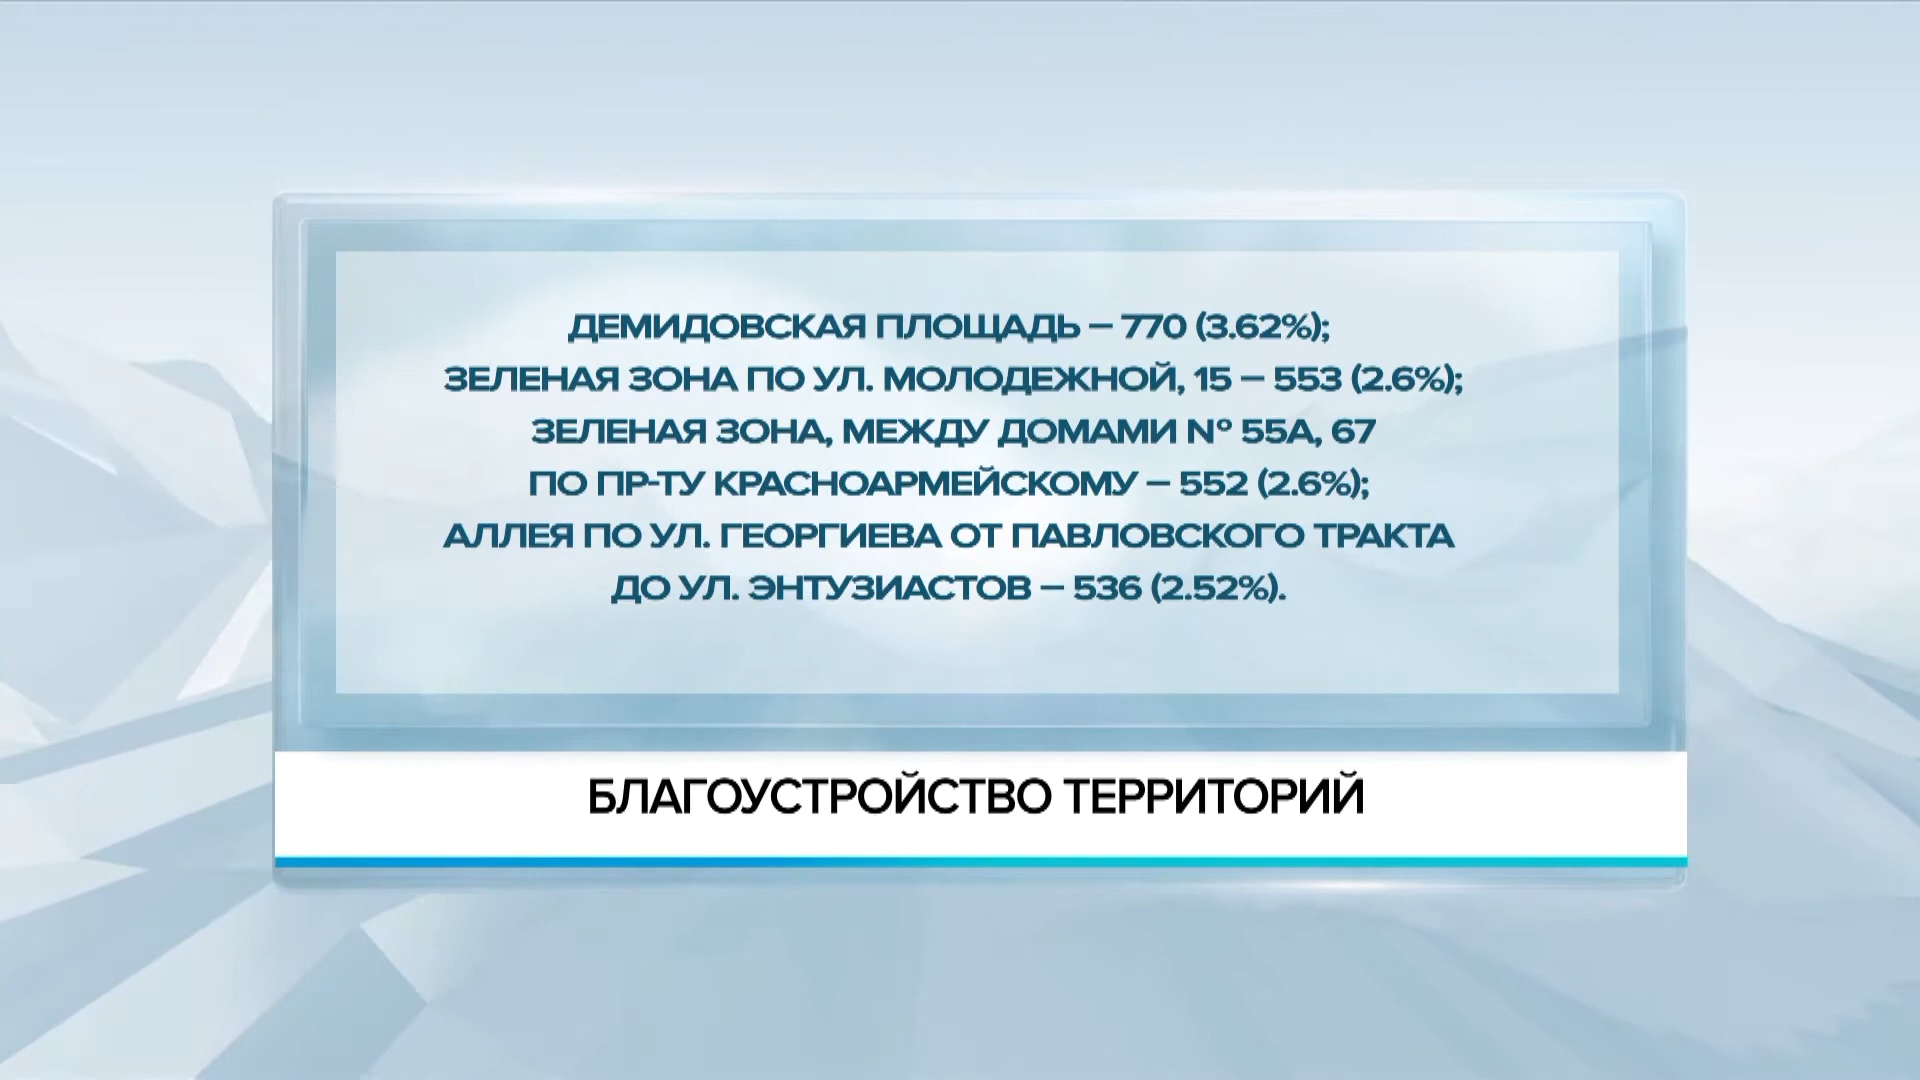 ДЕМИДОВСКАЯ ПЛОЩАДЬ – 770 (3.62%);
ЗЕЛЕНАЯ ЗОНА ПО УЛ. МОЛОДЕЖНОЙ, 15 – 553 (2.6%);
ЗЕЛЕНАЯ ЗОНА, МЕЖДУ ДОМАМИ № 55А, 67
ПО ПР-ТУ КРАСНОАРМЕЙСКОМУ – 552 (2.6%);
АЛЛЕЯ ПО УЛ. ГЕОРГИЕВА ОТ ПАВЛОВСКОГО ТРАКТА
ДО УЛ. ЭНТУЗИАСТОВ – 536 (2.52%).
БЛАГОУСТРОЙСТВО ТЕРРИТОРИЙ